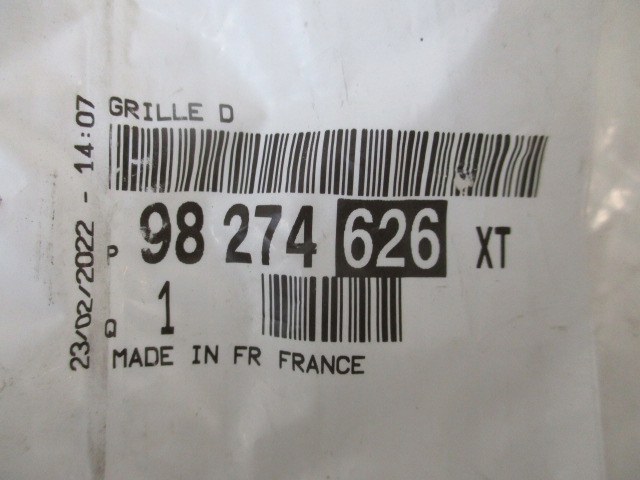 GRILLE D
P 98 274 626 XT
Q 1
MADE IN FR FRANCE
23/02/2022 - 14:07